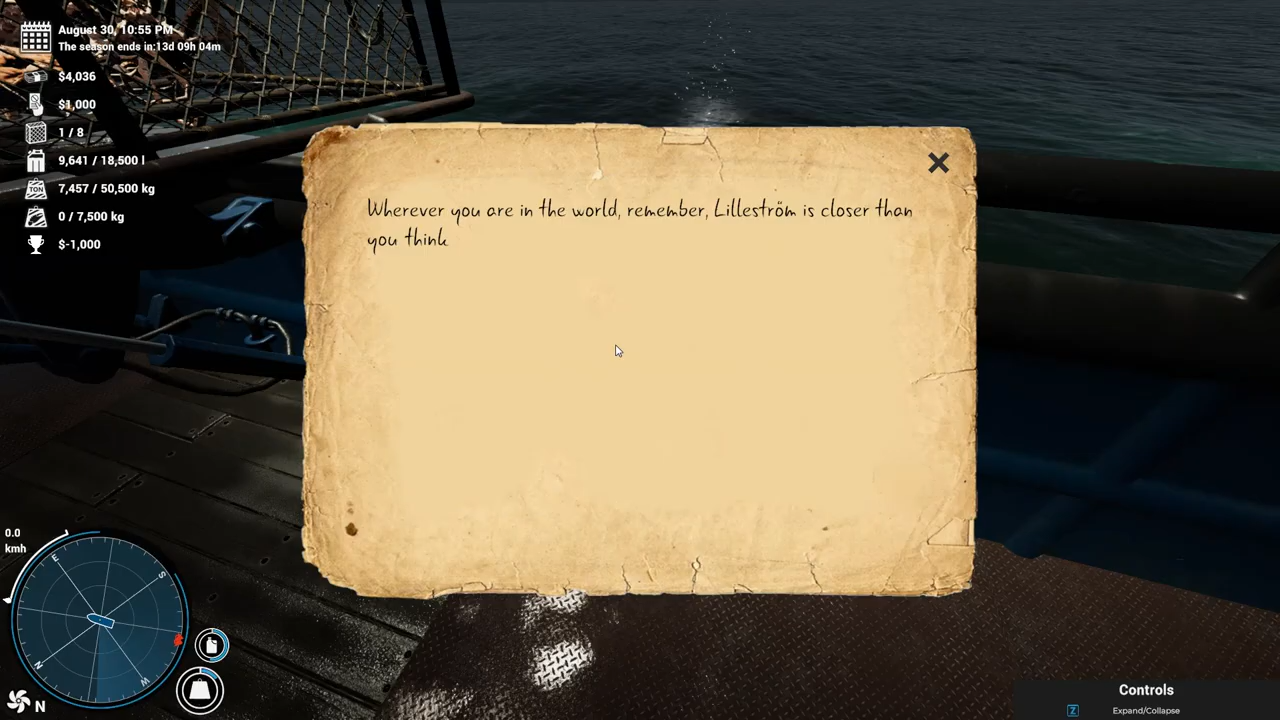 August 30, 10:55 PM
The season ends in:13d 09h 04m
$4,036
$1,000
1 / 8
9,641 / 18,500 l
TON
7,457 / 50,500 kg
0 / 7,500 kg
$-1,000
Wherever you are in the world, remember, Lilleström is closer than
you think
0.0
kmh
E
S
N
W
N
Controls
Z
Expand/Collapse